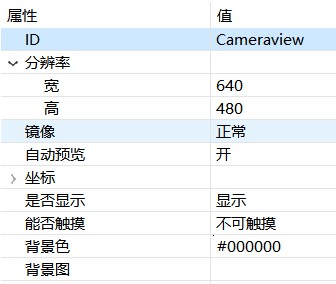 属性 值
ID Cameraview
分辨率
宽 640
高 480
镜像 正常
自动预览 开
坐标
是否显示 显示
能否触摸 不可触摸
背景色 #000000
背景图